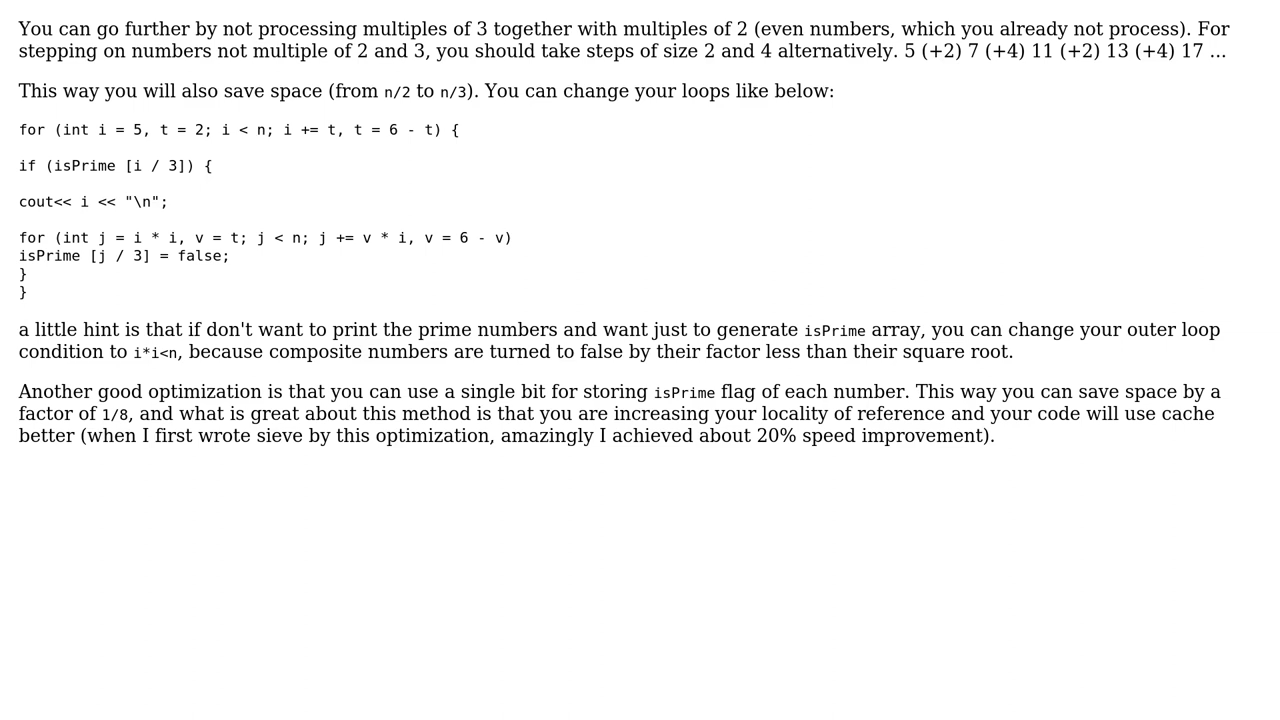 You can go further by not processing multiples of 3 together with multiples of 2 (even numbers, which you already not process). For
stepping on numbers not multiple of 2 and 3, you should take steps of size 2 and 4 alternatively. 5 (+2) 7 (+4) 11 (+2) 13 (+4) 17 ...
This way you will also save space (from n/2 to n/3). You can change your loops like below:
for (int i = 5, t = 2; i < n; i += t, t = 6 - t) {
if (isPrime [i / 3]) {
cout<< i << "\n";
for (int j = i * i, v = t; j < n; j += v * i, v = 6 - v)
isPrime [j / 3] = false;
}
}
a little hint is that if don't want to print the prime numbers and want just to generate isPrime array, you can change your outer loop
condition to i*i<n, because composite numbers are turned to false by their factor less than their square root.
Another good optimization is that you can use a single bit for storing isPrime flag of each number. This way you can save space by a
factor of 1/8, and what is great about this method is that you are increasing your locality of reference and your code will use cache
better (when I first wrote sieve by this optimization, amazingly I achieved about 20% speed improvement).